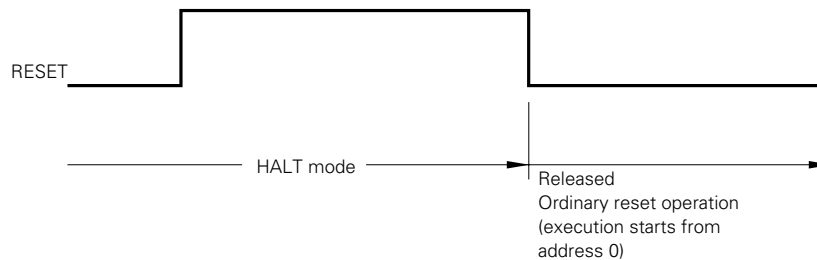 RESET
HALT mode
Released
Ordinary reset operation
(execution starts from
address 0)